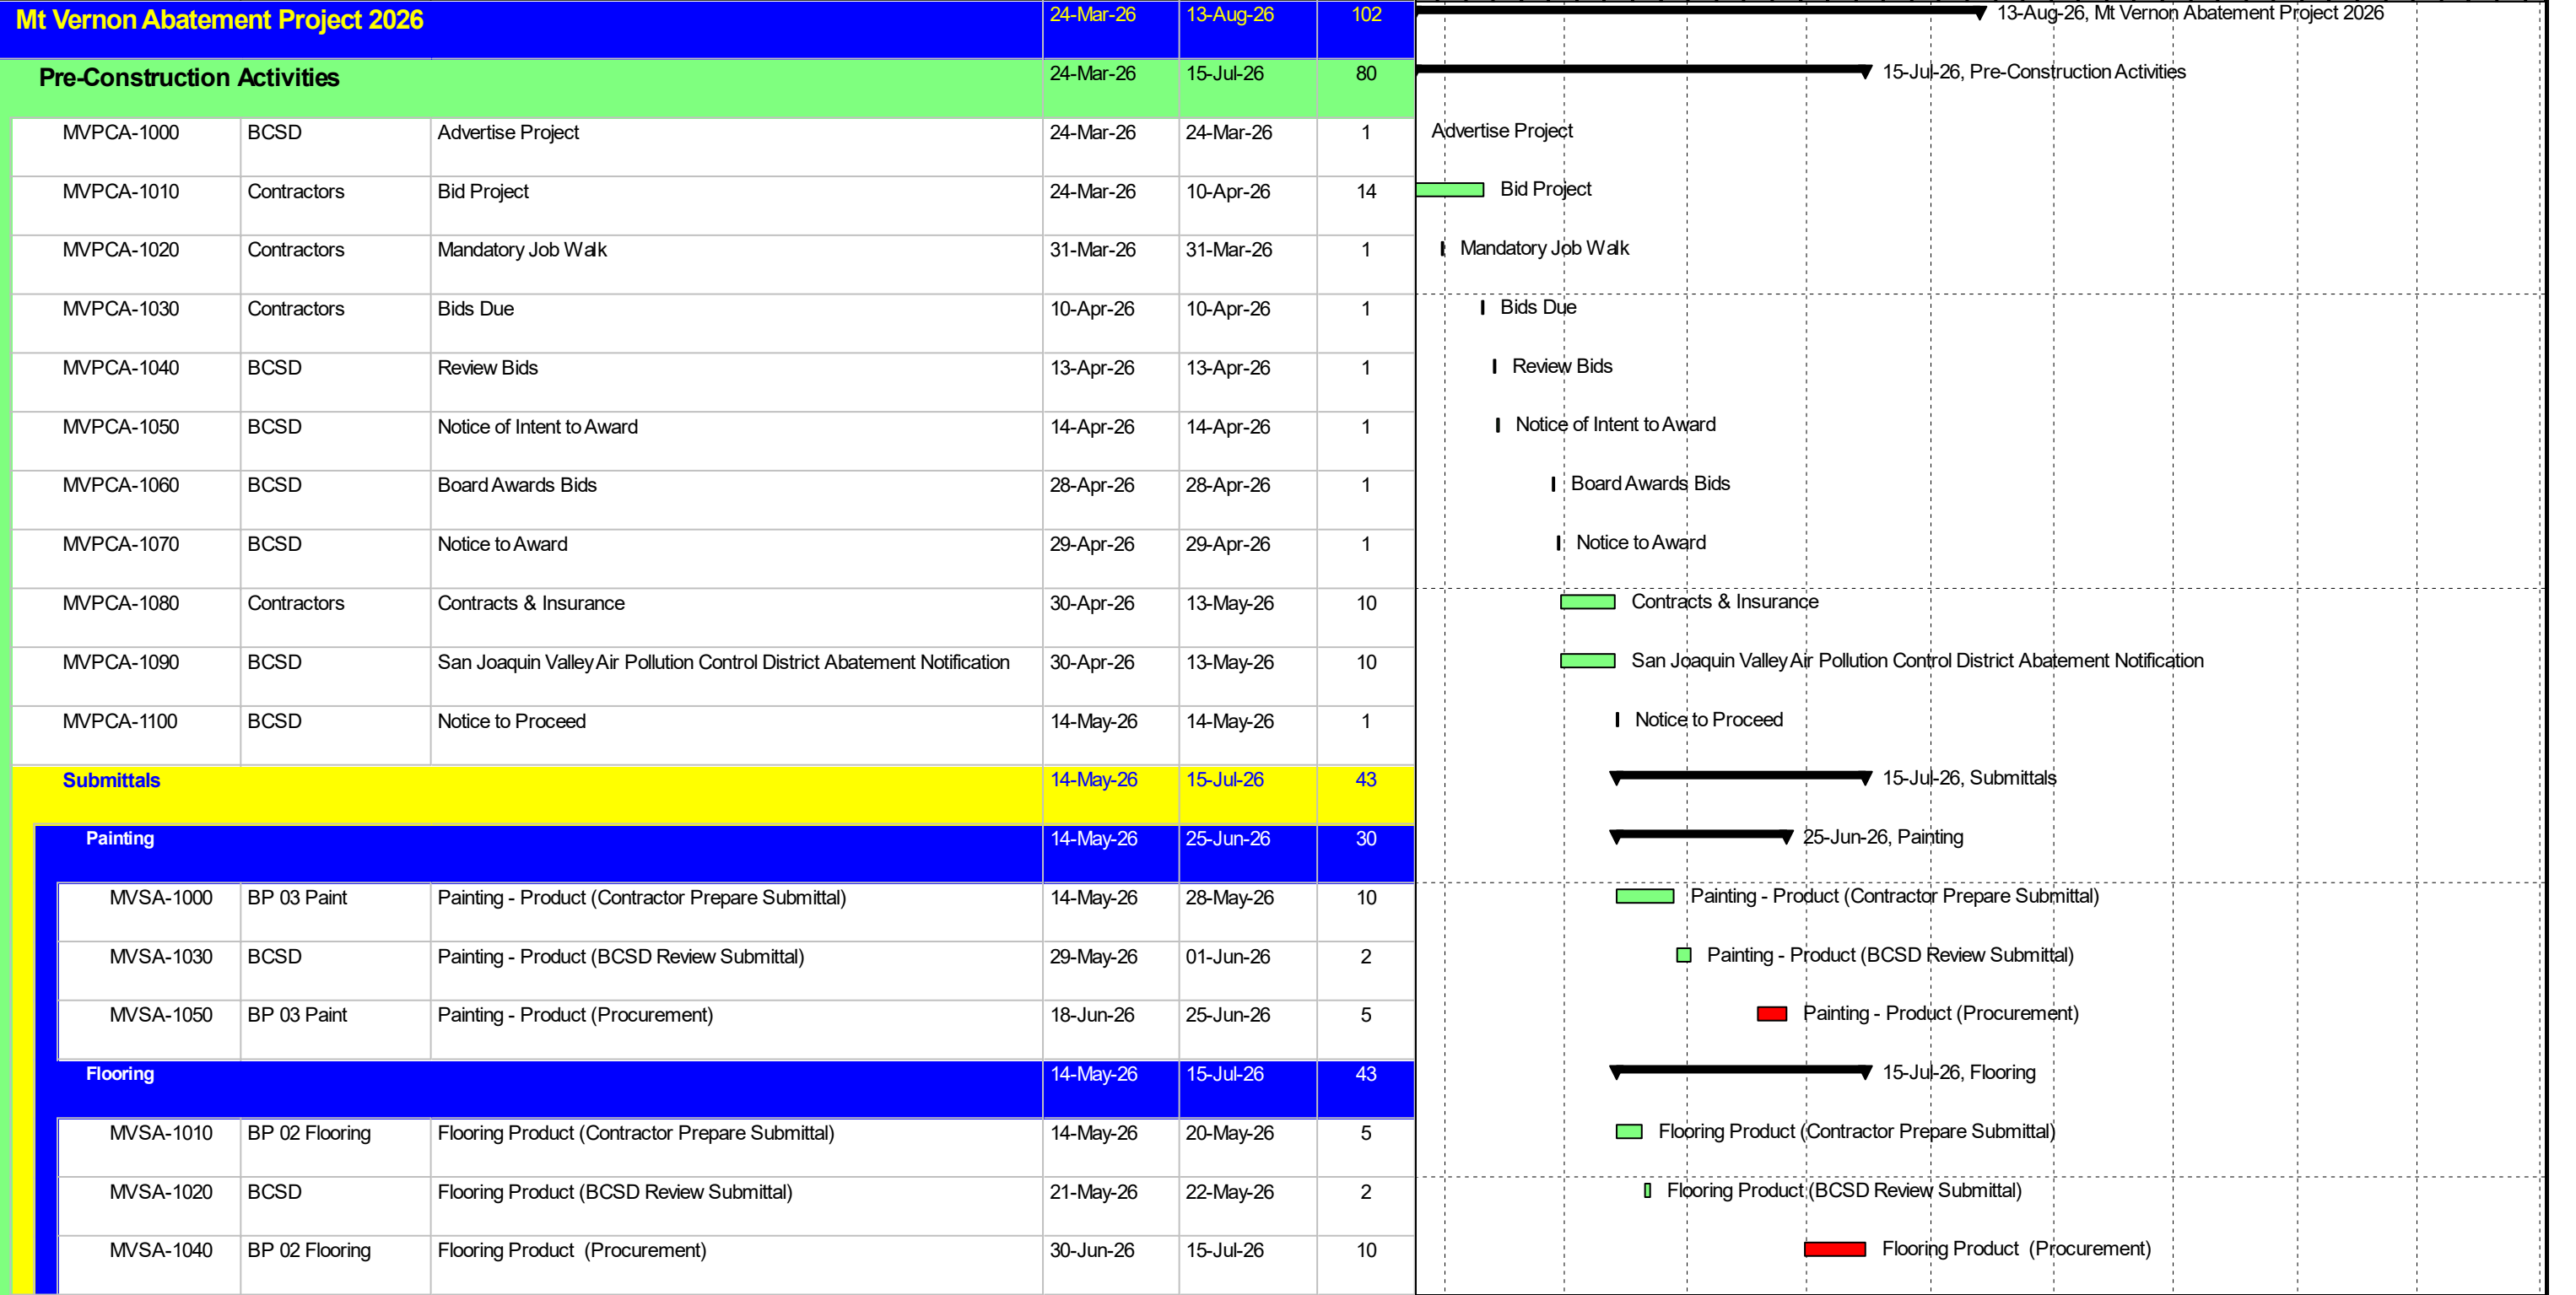 Mt Vernon Abatement Project 2026 24-Mar-26 13-Aug-26 102 13-Aug-26, Mt Vernon Abatement Project 2026
Pre-Construction Activities 24-Mar-26 15-Jul-26 80 15-Jul-26, Pre-Construction Activities
MVPCA-1000 BCSD Advertise Project 24-Mar-26 24-Mar-26 1 Advertise Project
MVPCA-1010 Contractors Bid Project 24-Mar-26 10-Apr-26 14 Bid Project
MVPCA-1020 Contractors Mandatory Job Walk 31-Mar-26 31-Mar-26 1 Mandatory Job Walk
MVPCA-1030 Contractors Bids Due 10-Apr-26 10-Apr-26 1 Bids Due
MVPCA-1040 BCSD Review Bids 13-Apr-26 13-Apr-26 1 Review Bids
MVPCA-1050 BCSD Notice of Intent to Award 14-Apr-26 14-Apr-26 1 Notice of Intent to Award
MVPCA-1060 BCSD Board Awards Bids 28-Apr-26 28-Apr-26 1 Board Awards Bids
MVPCA-1070 BCSD Notice to Award 29-Apr-26 29-Apr-26 1 Notice to Award
MVPCA-1080 Contractors Contracts & Insurance 30-Apr-26 13-May-26 10 Contracts & Insurance
MVPCA-1090 BCSD San Joaquin Valley Air Pollution Control District Abatement Notification 30-Apr-26 13-May-26 10 San Joaquin Valley Air Pollution Control District Abatement Notification
MVPCA-1100 BCSD Notice to Proceed 14-May-26 14-May-26 1 Notice to Proceed
Submittals 14-May-26 15-Jul-26 43 15-Jul-26, Submittals
Painting 14-May-26 25-Jun-26 30 25-Jun-26, Painting
MVSA-1000 BP 03 Paint Painting - Product (Contractor Prepare Submittal) 14-May-26 28-May-26 10 Painting - Product (Contractor Prepare Submittal)
MVSA-1030 BCSD Painting - Product (BCSD Review Submittal) 29-May-26 01-Jun-26 2 Painting - Product (BCSD Review Submittal)
MVSA-1050 BP 03 Paint Painting - Product (Procurement) 18-Jun-26 25-Jun-26 5 Painting - Product (Procurement)
Flooring 14-May-26 15-Jul-26 43 15-Jul-26, Flooring
MVSA-1010 BP 02 Flooring Flooring Product (Contractor Prepare Submittal) 14-May-26 20-May-26 5 Flooring Product (Contractor Prepare Submittal)
MVSA-1020 BCSD Flooring Product (BCSD Review Submittal) 21-May-26 22-May-26 2 Flooring Product (BCSD Review Submittal)
MVSA-1040 BP 02 Flooring Flooring Product (Procurement) 30-Jun-26 15-Jul-26 10 Flooring Product (Procurement)